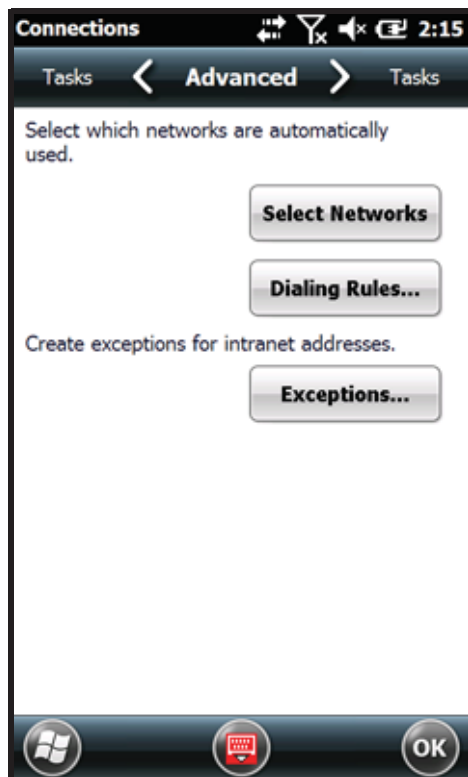 Connections 2:15
Tasks Advanced Tasks
Select which networks are automatically
used.
Select Networks
Dialing Rules...
Create exceptions for intranet addresses.
Exceptions...
OK